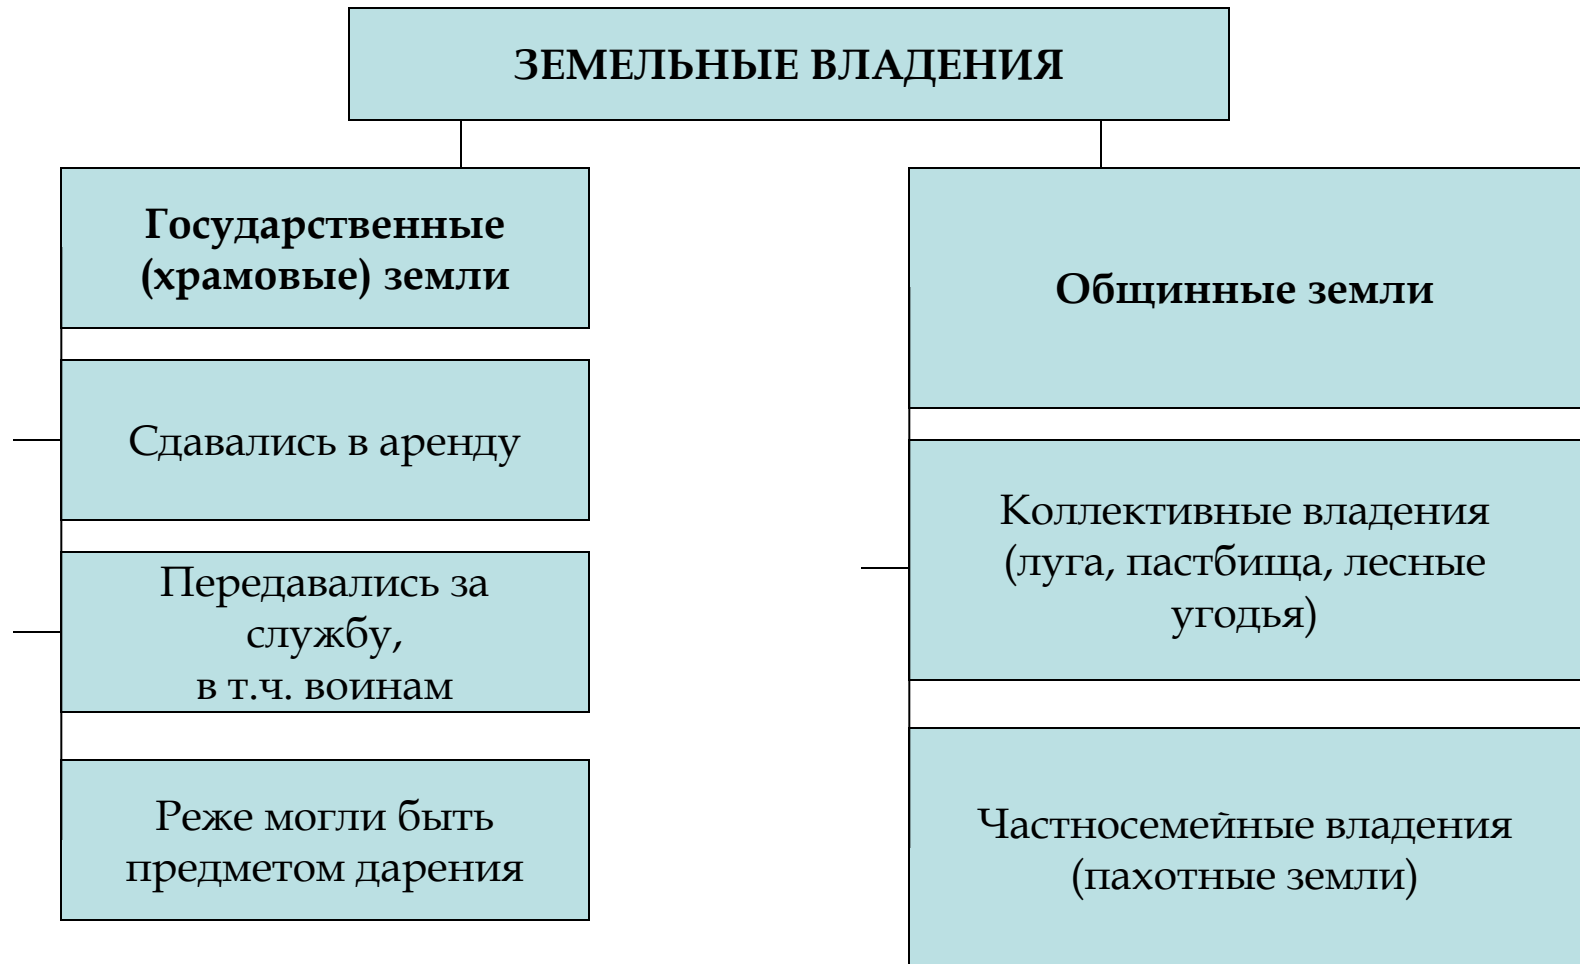 ЗЕМЕЛЬНЫЕ ВЛАДЕНИЯ
Государственные
(храмовые) земли
Сдавались в аренду
Передавались за
службу,
в т.ч. воинам
Реже могли быть
предметом дарения
Общинные земли
Коллективные владения
(луга, пастбища, лесные
угодья)
Частносемейные владения
(пахотные земли)